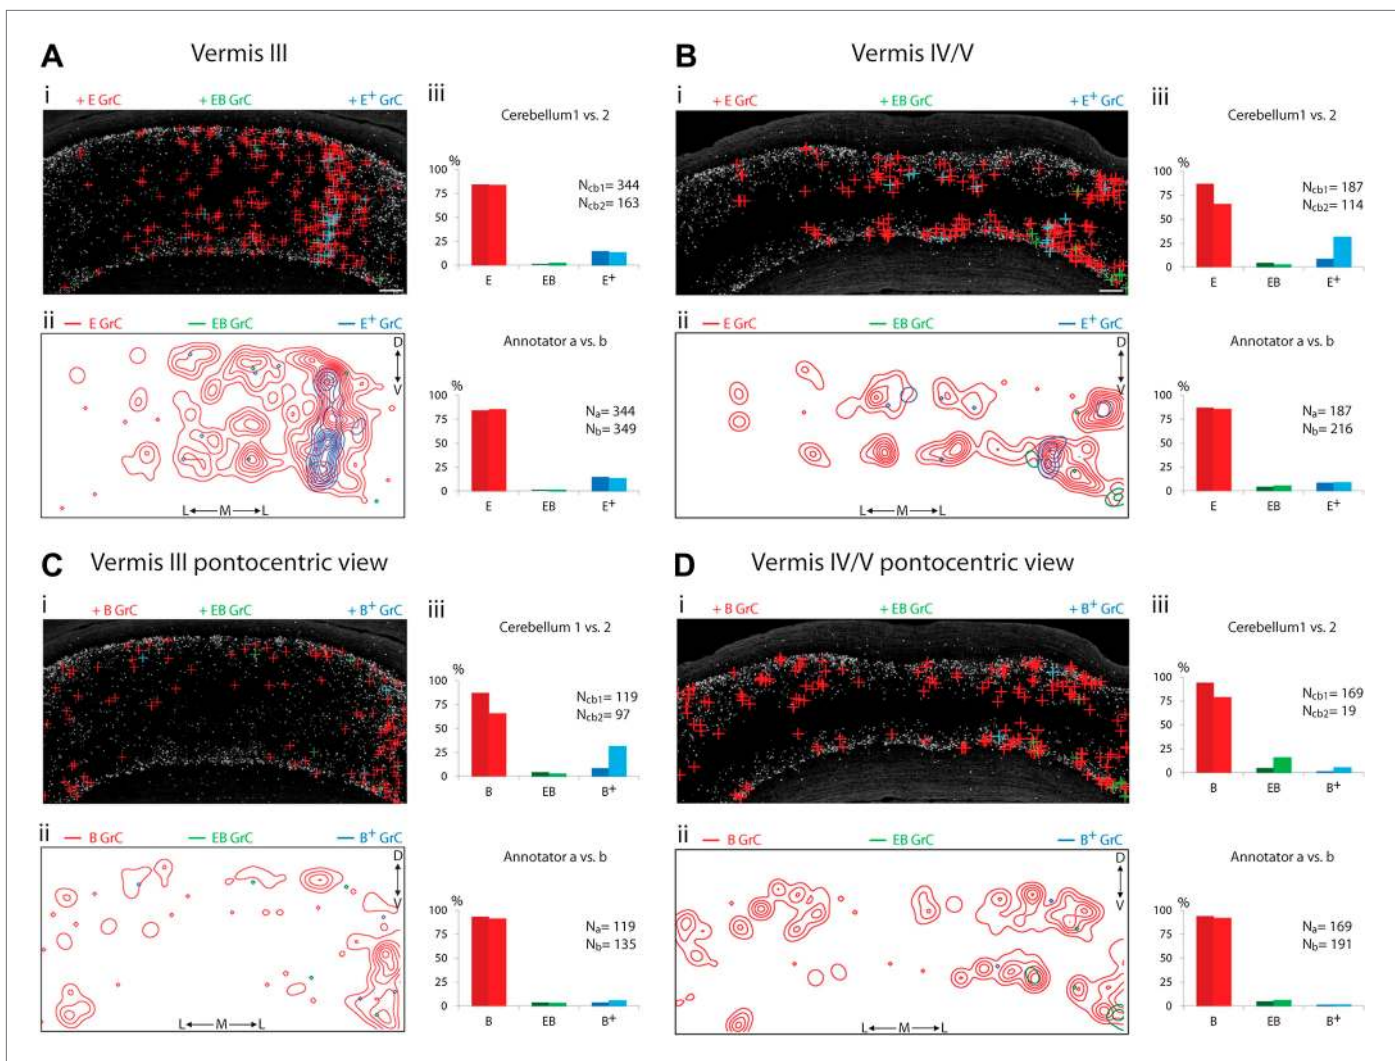 A Vermis III
i + E GrC + EB GrC + E+ GrC
iii
Cerebellum1 vs. 2
%
100
75
50
25
0
E EB E+
Ncb1= 344
Ncb2= 163
ii — E GrC — EB GrC — E+ GrC
D
V
L M L
Annotator a vs. b
%
100
75
50
25
0
E EB E+
Na= 344
Nb= 349
B Vermis IV/V
i + E GrC + EB GrC + E+ GrC
iii
Cerebellum1 vs. 2
%
100
75
50
25
0
E EB E+
Ncb1= 187
Ncb2= 114
ii — E GrC — EB GrC — E+ GrC
D
V
L M L
Annotator a vs. b
%
100
75
50
25
0
E EB E+
Na= 187
Nb= 216
C Vermis III pontocentric view
i + B GrC + EB GrC + B+ GrC
iii
Cerebellum 1 vs. 2
%
100
75
50
25
0
B EB B+
Ncb1= 119
Ncb2= 97
ii — B GrC — EB GrC — B+ GrC
D
V
L M L
Annotator a vs. b
%
100
75
50
25
0
B EB B+
Na= 119
Nb= 135
D Vermis IV/V pontocentric view
i + B GrC + EB GrC + B+ GrC
iii
Cerebellum1 vs. 2
%
100
75
50
25
0
B EB B+
Ncb1= 169
Ncb2= 19
ii — B GrC — EB GrC — B+ GrC
D
V
L M L
Annotator a vs. b
%
100
75
50
25
0
B EB B+
Na= 169
Nb= 191